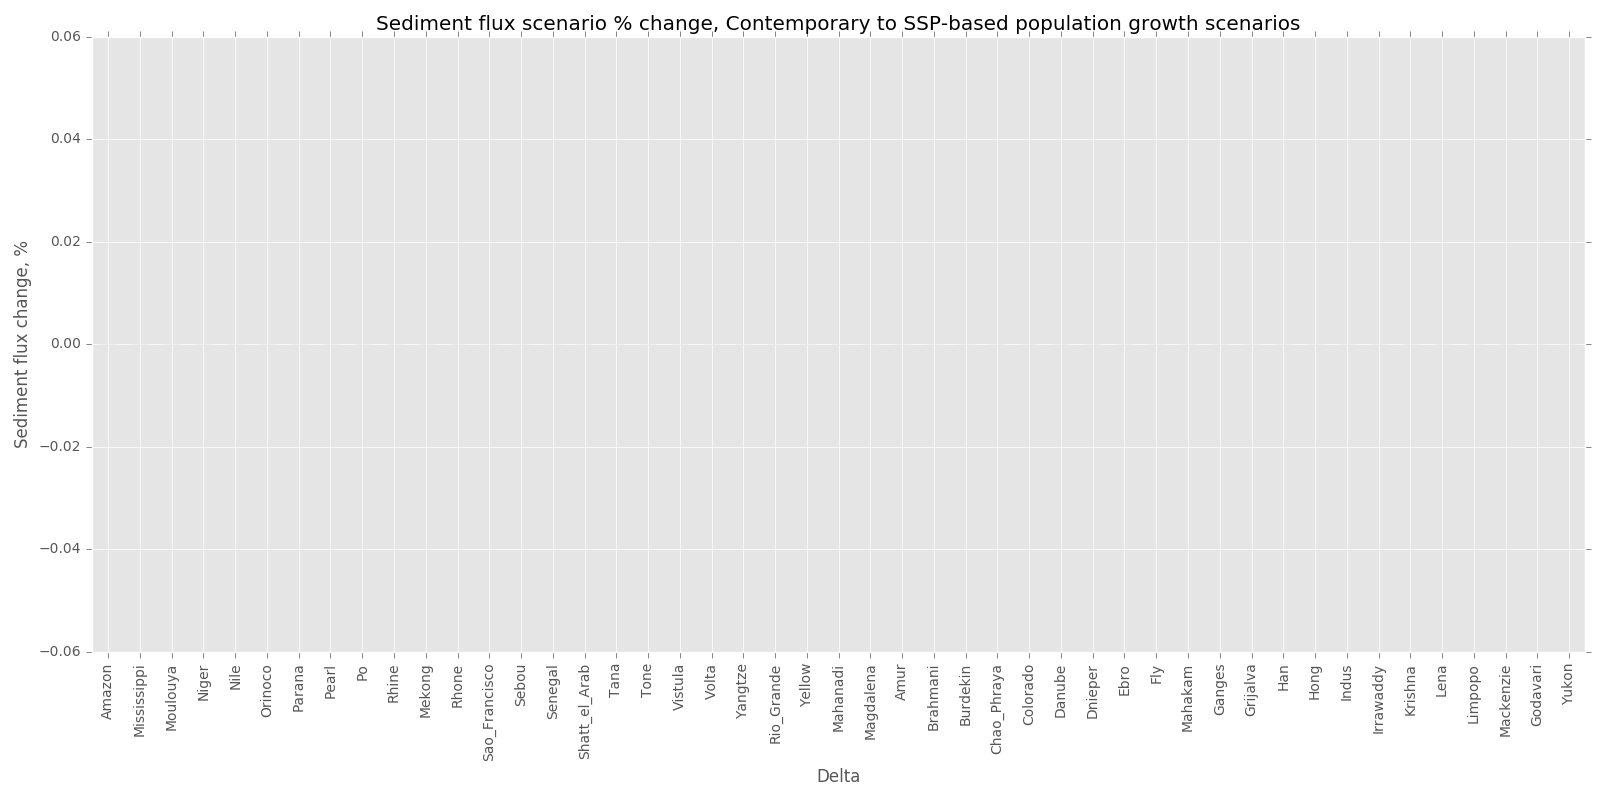 Sediment flux scenario % change, Contemporary to SSP-based population growth scenarios
0.06
0.04
0.02
0.00
−0.02
−0.04
−0.06
Sediment flux change, %
Amazon
Mississippi
Moulouya
Niger
Nile
Orinoco
Parana
Pearl
Po
Rhine
Mekong
Rhone
Sao_Francisco
Sebou
Senegal
Shatt_el_Arab
Tana
Tone
Vistula
Volta
Yangtze
Rio_Grande
Yellow
Mahanadi
Magdalena
Amur
Brahmani
Burdekin
Chao_Phraya
Colorado
Danube
Dnieper
Ebro
Fly
Mahakam
Ganges
Grijalva
Han
Hong
Indus
Irrawaddy
Krishna
Lena
Limpopo
Mackenzie
Godavari
Yukon
Delta